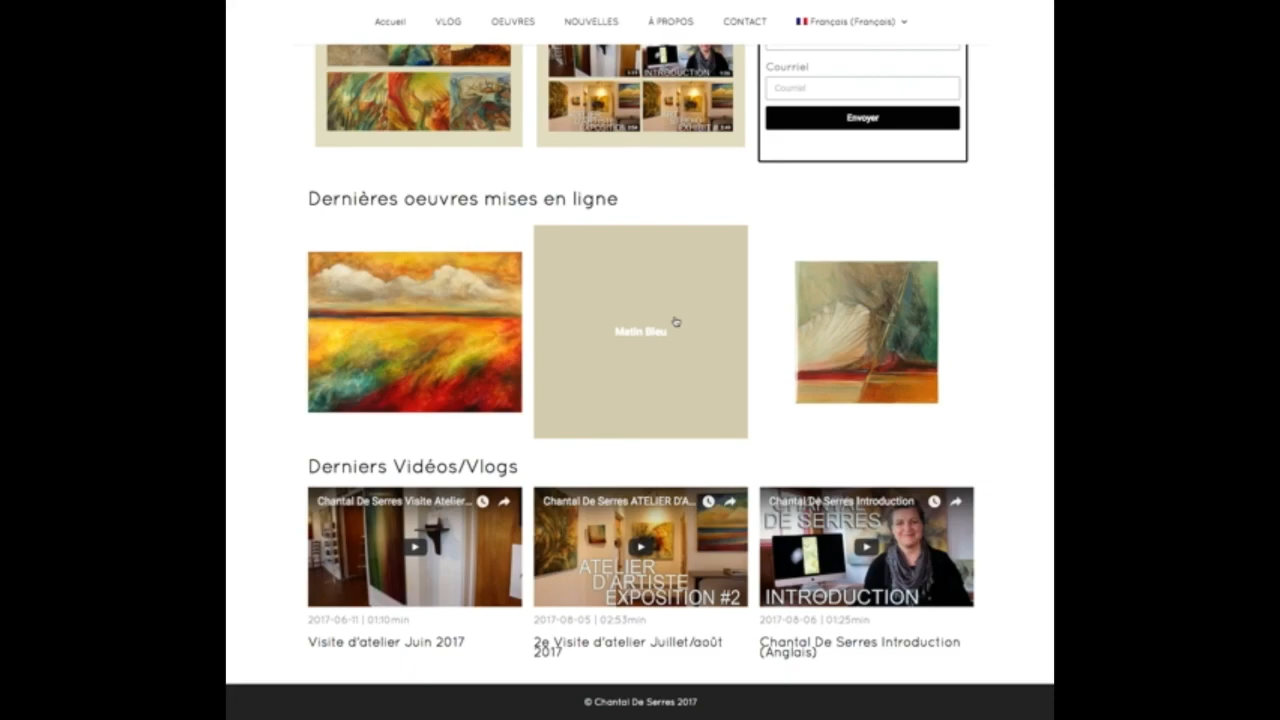 Accueil VLOG OEUVRES NOUVELLES À PROPOS CONTACT Français (Français)
INTRODUCTION
Courriel
Courriel
Envoyer
Dernières oeuvres mises en ligne
Matin Bleu
Derniers Vidéos/Vlogs
Chantal De Serres Visite Atelier...
Chantal De Serres ATELIER D'A...
Chantal De Serres Introduction
CHANTAL
DE SERRES
ATELIER
D'ARTISTE
EXPOSITION #2
INTRODUCTION
2017-06-11 | 01:10min
2017-08-05 | 02:53min
2017-08-06 | 01:25min
Visite d'atelier Juin 2017
2e Visite d'atelier Juillet/août
2017
Chantal De Serres Introduction
(Anglais)
© Chantal De Serres 2017